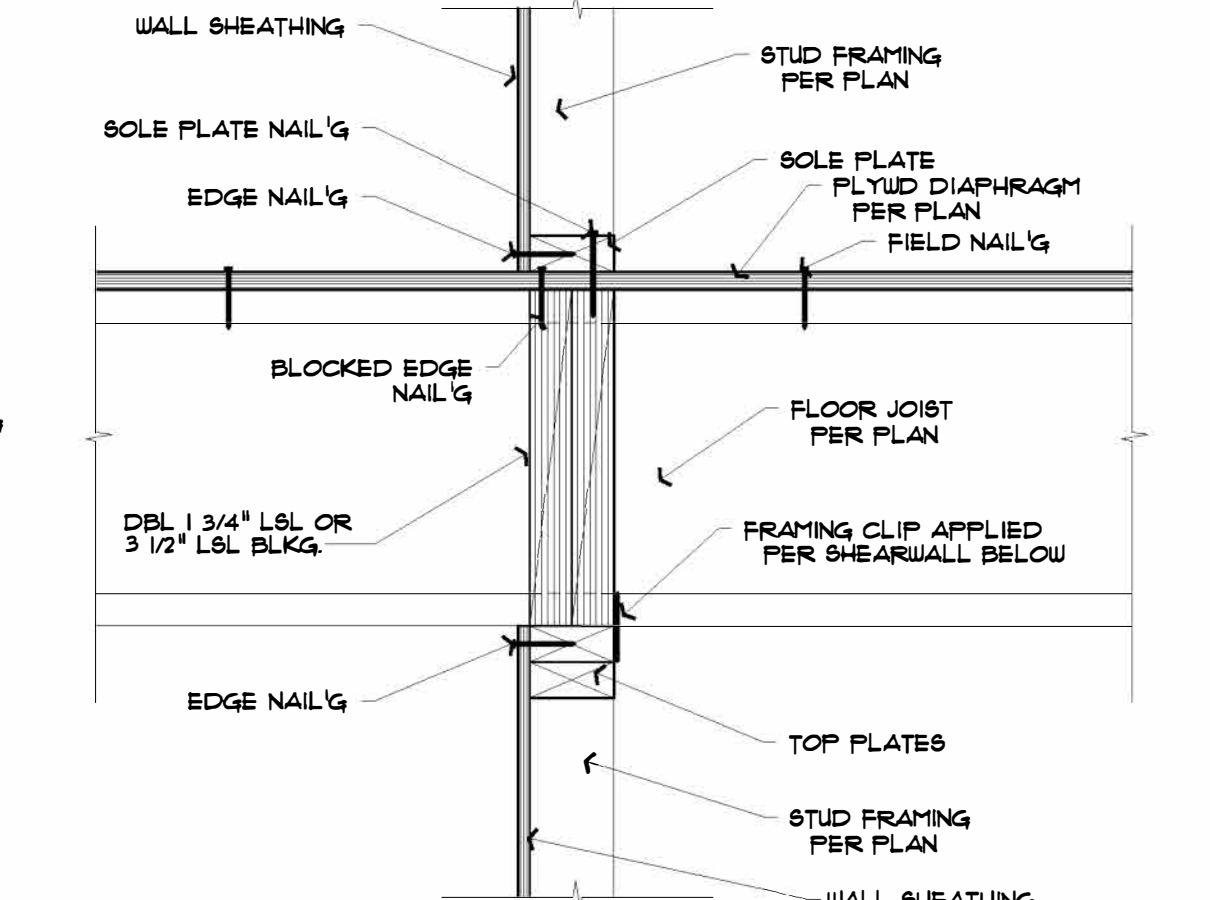 WALL SHEATHING
STUD FRAMING
PER PLAN
SOLE PLATE NAIL'G
SOLE PLATE
EDGE NAIL'G
PLYWD DIAPHRAGM
PER PLAN
FIELD NAIL'G
BLOCKED EDGE
NAIL'G
FLOOR JOIST
PER PLAN
DBL 1 3/4" LSL OR
3 1/2" LSL BLKG.
FRAMING CLIP APPLIED
PER SHEARWALL BELOW
EDGE NAIL'G
TOP PLATES
STUD FRAMING
PER PLAN
WALL SHEATHING